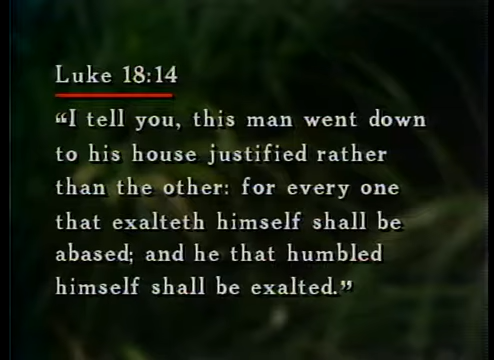 Luke 18:14
“I tell you, this man went down
to his house justified rather
than the other: for every one
that exalteth himself shall be
abased; and he that humbled
himself shall be exalted.”